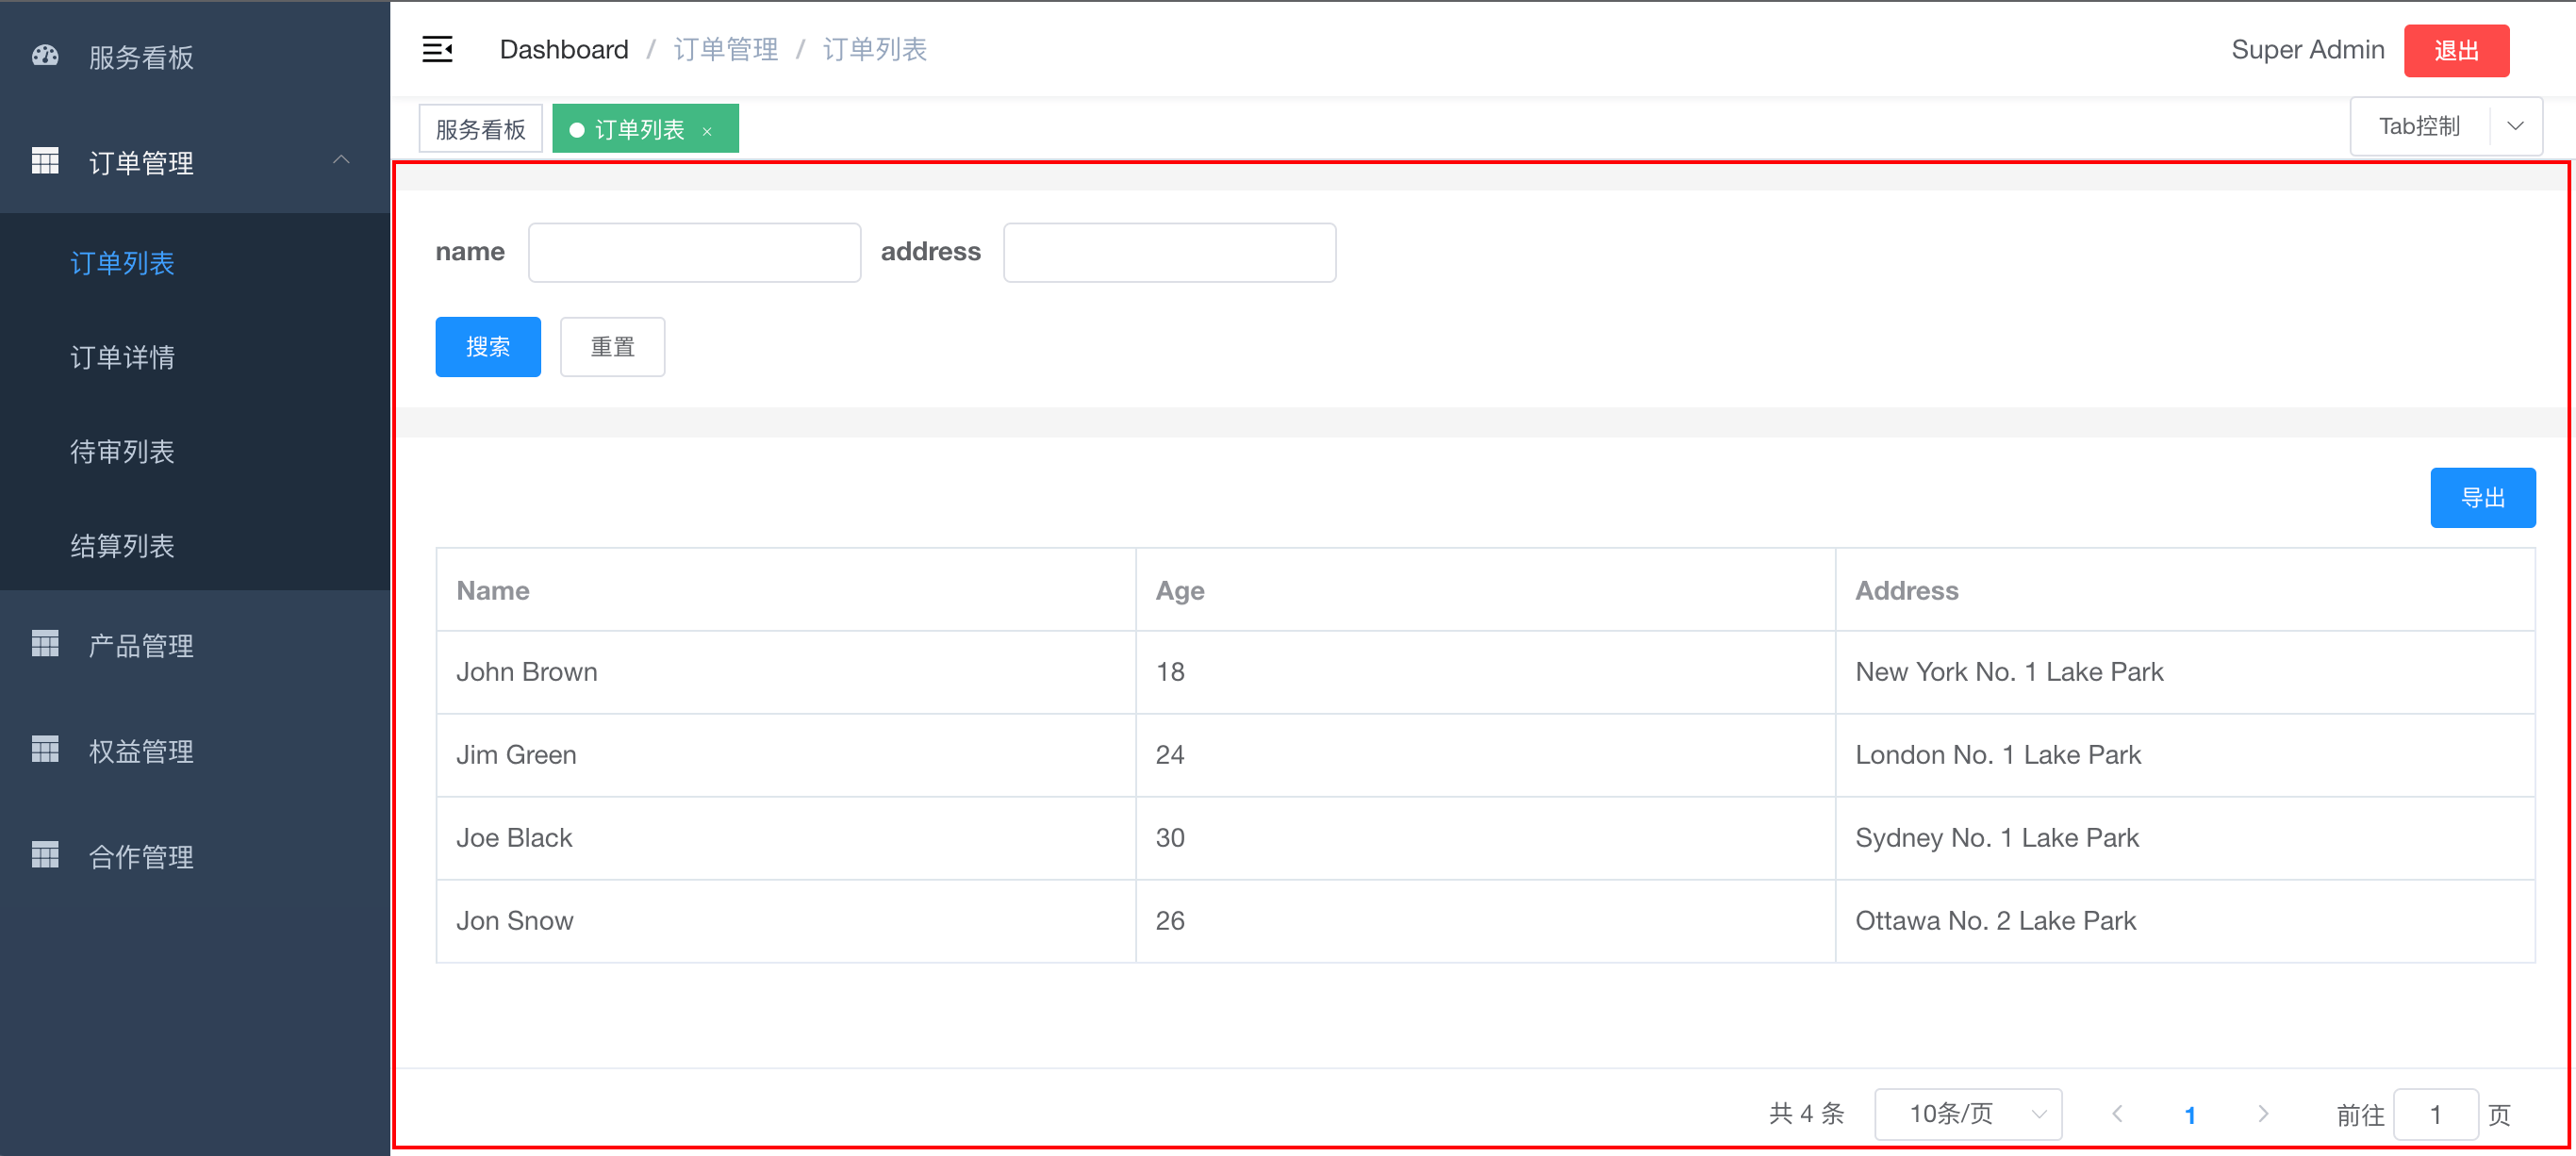 服务看板
订单管理
订单列表
订单详情
待审列表
结算列表
产品管理
权益管理
合作管理
Dashboard / 订单管理 / 订单列表
Super Admin 退出
服务看板 订单列表 ×
Tab控制
name address
搜索 重置
导出
Name Age Address
John Brown 18 New York No. 1 Lake Park
Jim Green 24 London No. 1 Lake Park
Joe Black 30 Sydney No. 1 Lake Park
Jon Snow 26 Ottawa No. 2 Lake Park
共 4 条 10条/页 1 前往 1 页